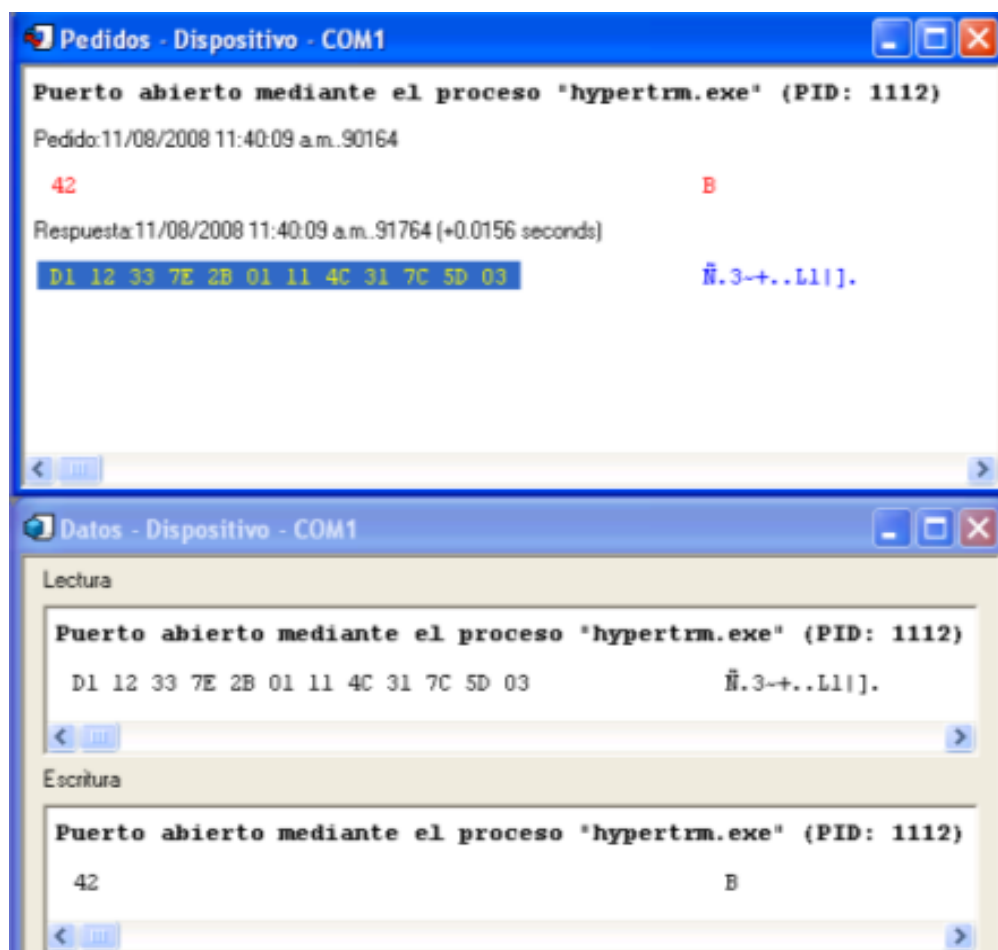 Pedidos - Dispositivo - COM1
Puerto abierto mediante el proceso "hypertrm.exe" (PID: 1112)
Pedido:11/08/2008 11:40:09 a.m..90164
42 B
Respuesta:11/08/2008 11:40:09 a.m..91764 (+0.0156 seconds)
D1 12 33 7E 2B 01 11 4C 31 7C 5D 03 Ñ.3~+..L1|].
Datos - Dispositivo - COM1
Lectura
Puerto abierto mediante el proceso "hypertrm.exe" (PID: 1112)
D1 12 33 7E 2B 01 11 4C 31 7C 5D 03 Ñ.3~+..L1|].
Escritura
Puerto abierto mediante el proceso "hypertrm.exe" (PID: 1112)
42 B